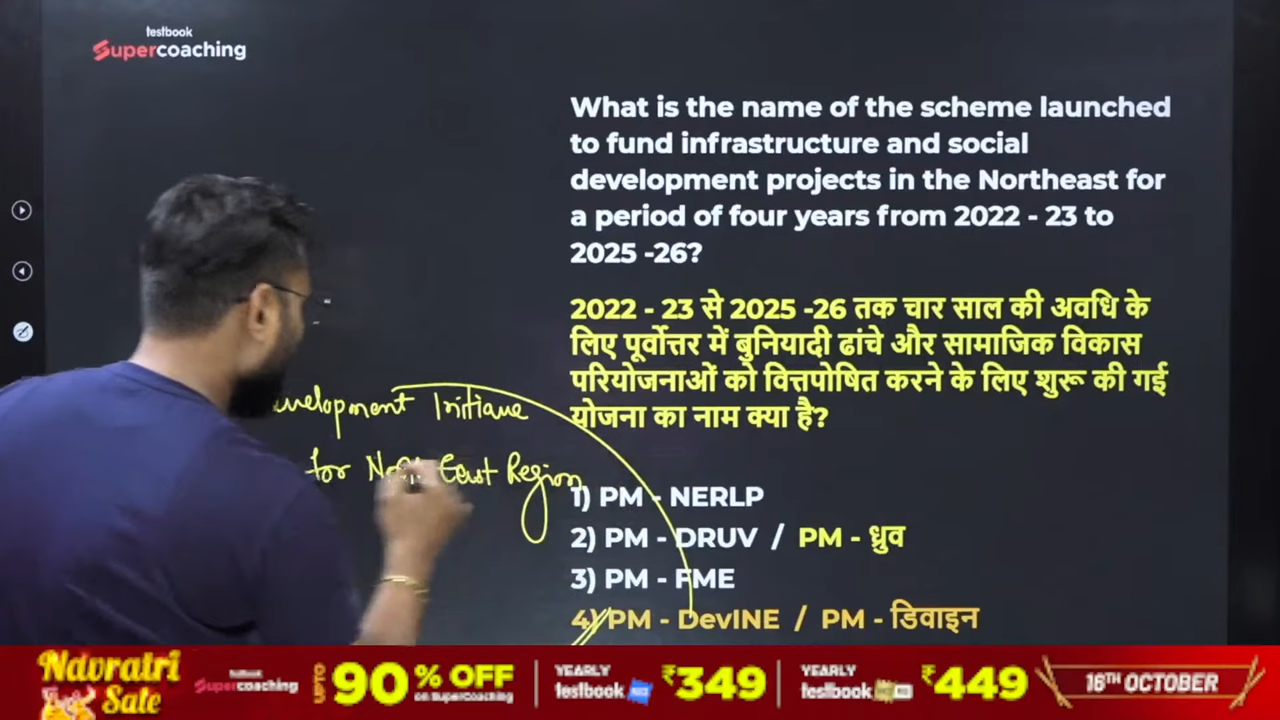 testbook
Supercoaching
What is the name of the scheme launched
to fund infrastructure and social
development projects in the Northeast for
a period of four years from 2022 - 23 to
2025 -26?
2022 - 23 से 2025 -26 तक चार साल की अवधि के
लिए पूर्वोत्तर में बुनियादी ढांचे और सामाजिक विकास
परियोजनाओं को वित्तपोषित करने के लिए शुरू की गई
योजना का नाम क्या है?
for East Region
1) PM - NERLP
2) PM - DRUV / PM - ध्रुव
3) PM - FME
4) PM - DevINE / PM - डिवाइन
Navratri
Sale
testbook
Supercoaching
UPTO
90% OFF
on SuperCoaching
YEARLY
testbook
₹349
YEARLY
testbook
₹449
16TH OCTOBER